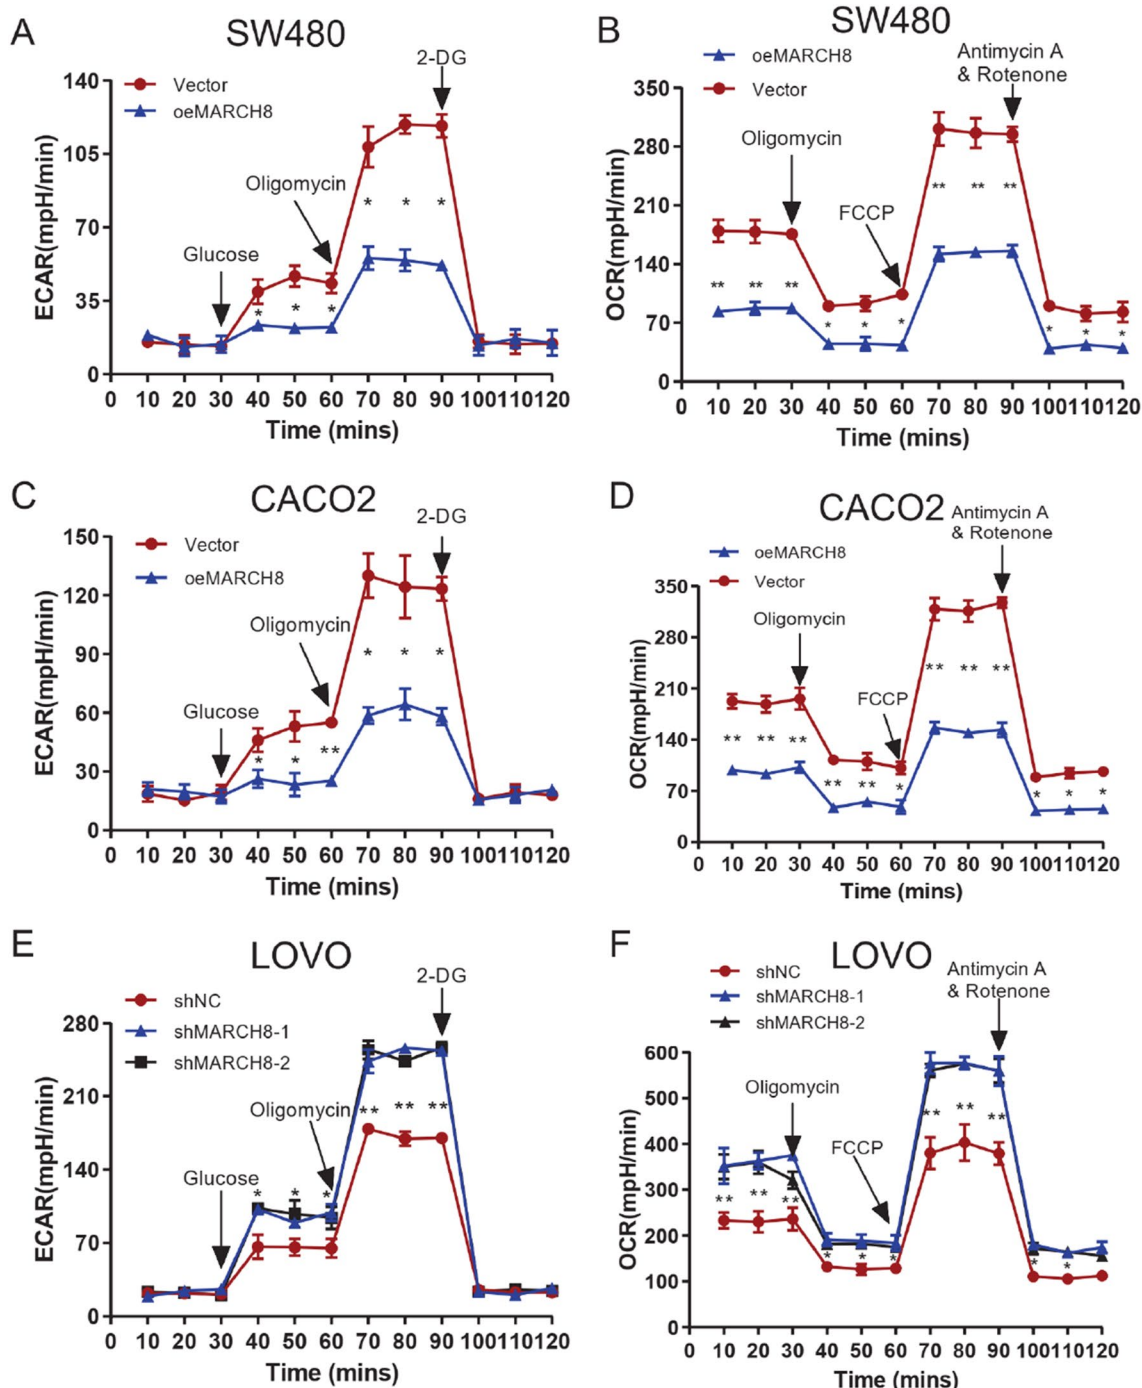 A
SW480
Vector
oeMARCH8
2-DG
Oligomycin
Glucose
*
*
*
*
*
*
140
105
70
35
0
ECAR(mpH/min)
0 10 20 30 40 50 60 70 80 90 100110120
Time (mins)
B
SW480
oeMARCH8
Vector
Antimycin A
& Rotenone
Oligomycin
FCCP
** ** **
** ** **
* * *
* * *
350
280
210
140
70
0
OCR(mpH/min)
0 10 20 30 40 50 60 70 80 90 100110120
Time (mins)
C
CACO2
Vector
oeMARCH8
2-DG
Oligomycin
Glucose
* * *
* * **
150
120
90
60
30
0
ECAR(mpH/min)
0 10 20 30 40 50 60 70 80 90 100110120
Time (mins)
D
CACO2
oeMARCH8
Vector
Antimycin A
& Rotenone
Oligomycin
FCCP
** ** **
** ** **
** ** *
* * *
350
280
210
140
70
0
OCR(mpH/min)
0 10 20 30 40 50 60 70 80 90 100110120
Time (mins)
E
LOVO
shNC
shMARCH8-1
shMARCH8-2
2-DG
Oligomycin
Glucose
** ** **
* * *
280
210
140
70
0
ECAR(mpH/min)
0 10 20 30 40 50 60 70 80 90 100110120
Time (mins)
F
LOVO
shNC
shMARCH8-1
shMARCH8-2
Antimycin A
& Rotenone
Oligomycin
FCCP
** ** **
** ** **
* * *
* *
600
500
400
300
200
100
0
OCR(mpH/min)
0 10 20 30 40 50 60 70 80 90 100110120
Time (mins)